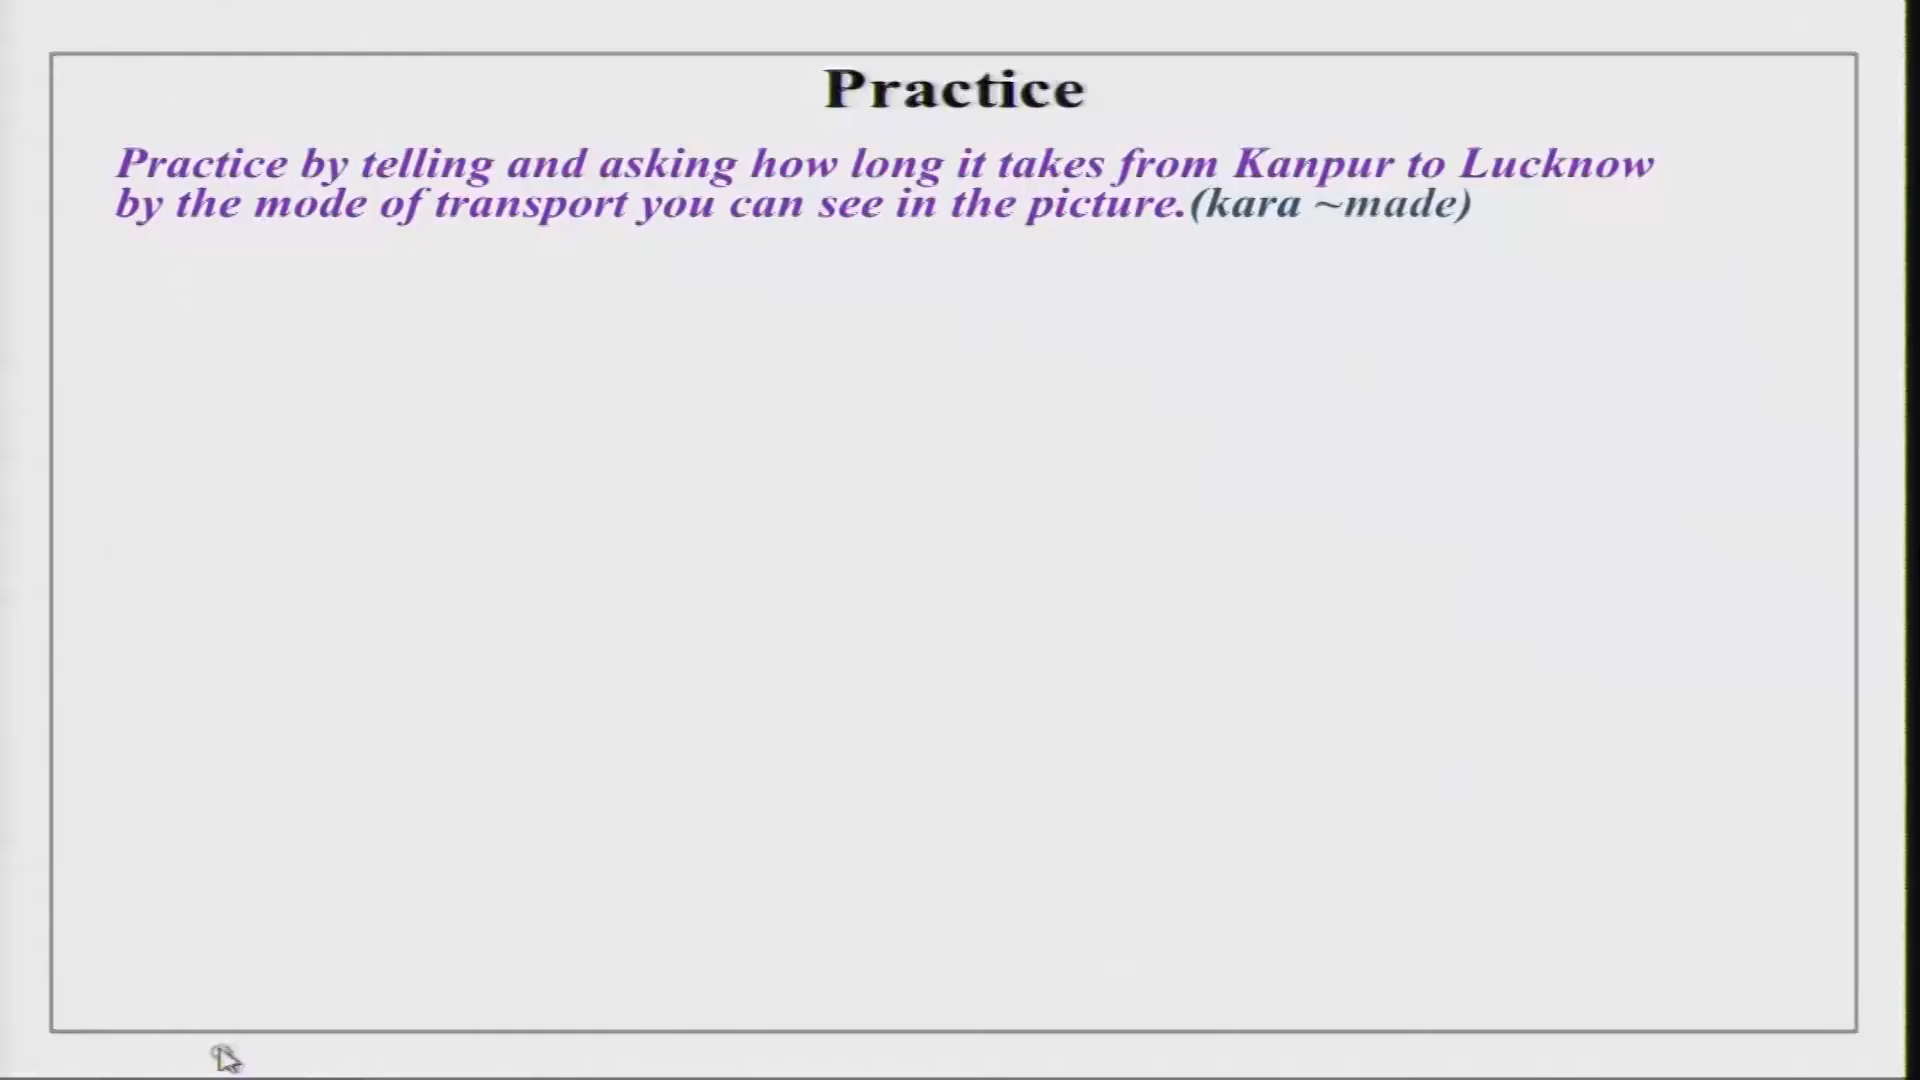 Practice
Practice by telling and asking how long it takes from Kanpur to Lucknow
by the mode of transport you can see in the picture.(kara ~made)